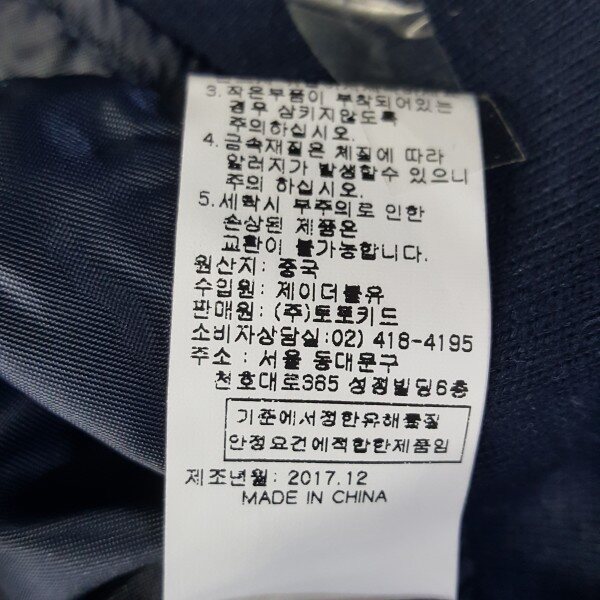 3. 작은부품이 부착되어있는
경우 삼키지않도록
주의하십시오.
4. 금속재질은 체질에 따라
알러지가 발생할수 있으니
주의 하십시오.
5. 세탁시 부주의로 인한
손상된 제품은
교환이 불가능합니다.
원산지: 중국
수입원: 제이더블유
판매원: (주)토포키드
소비자상담실:02) 418-4195
주소 : 서울 동대문구
천호대로365 성정빌딩6층
기준에서정한유해물질
안정요건에적합한제품임
제조년월: 2017.12
MADE IN CHINA